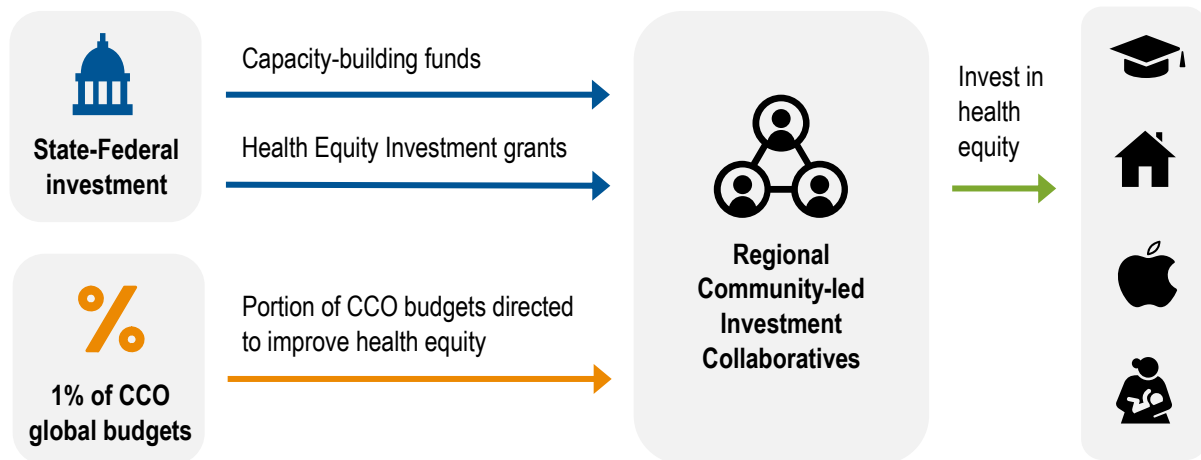 State-Federal
investment
Capacity-building funds
Health Equity Investment grants
%
1% of CCO
global budgets
Portion of CCO budgets directed
to improve health equity
Regional
Community-led
Investment
Collaboratives
Invest in
health
equity